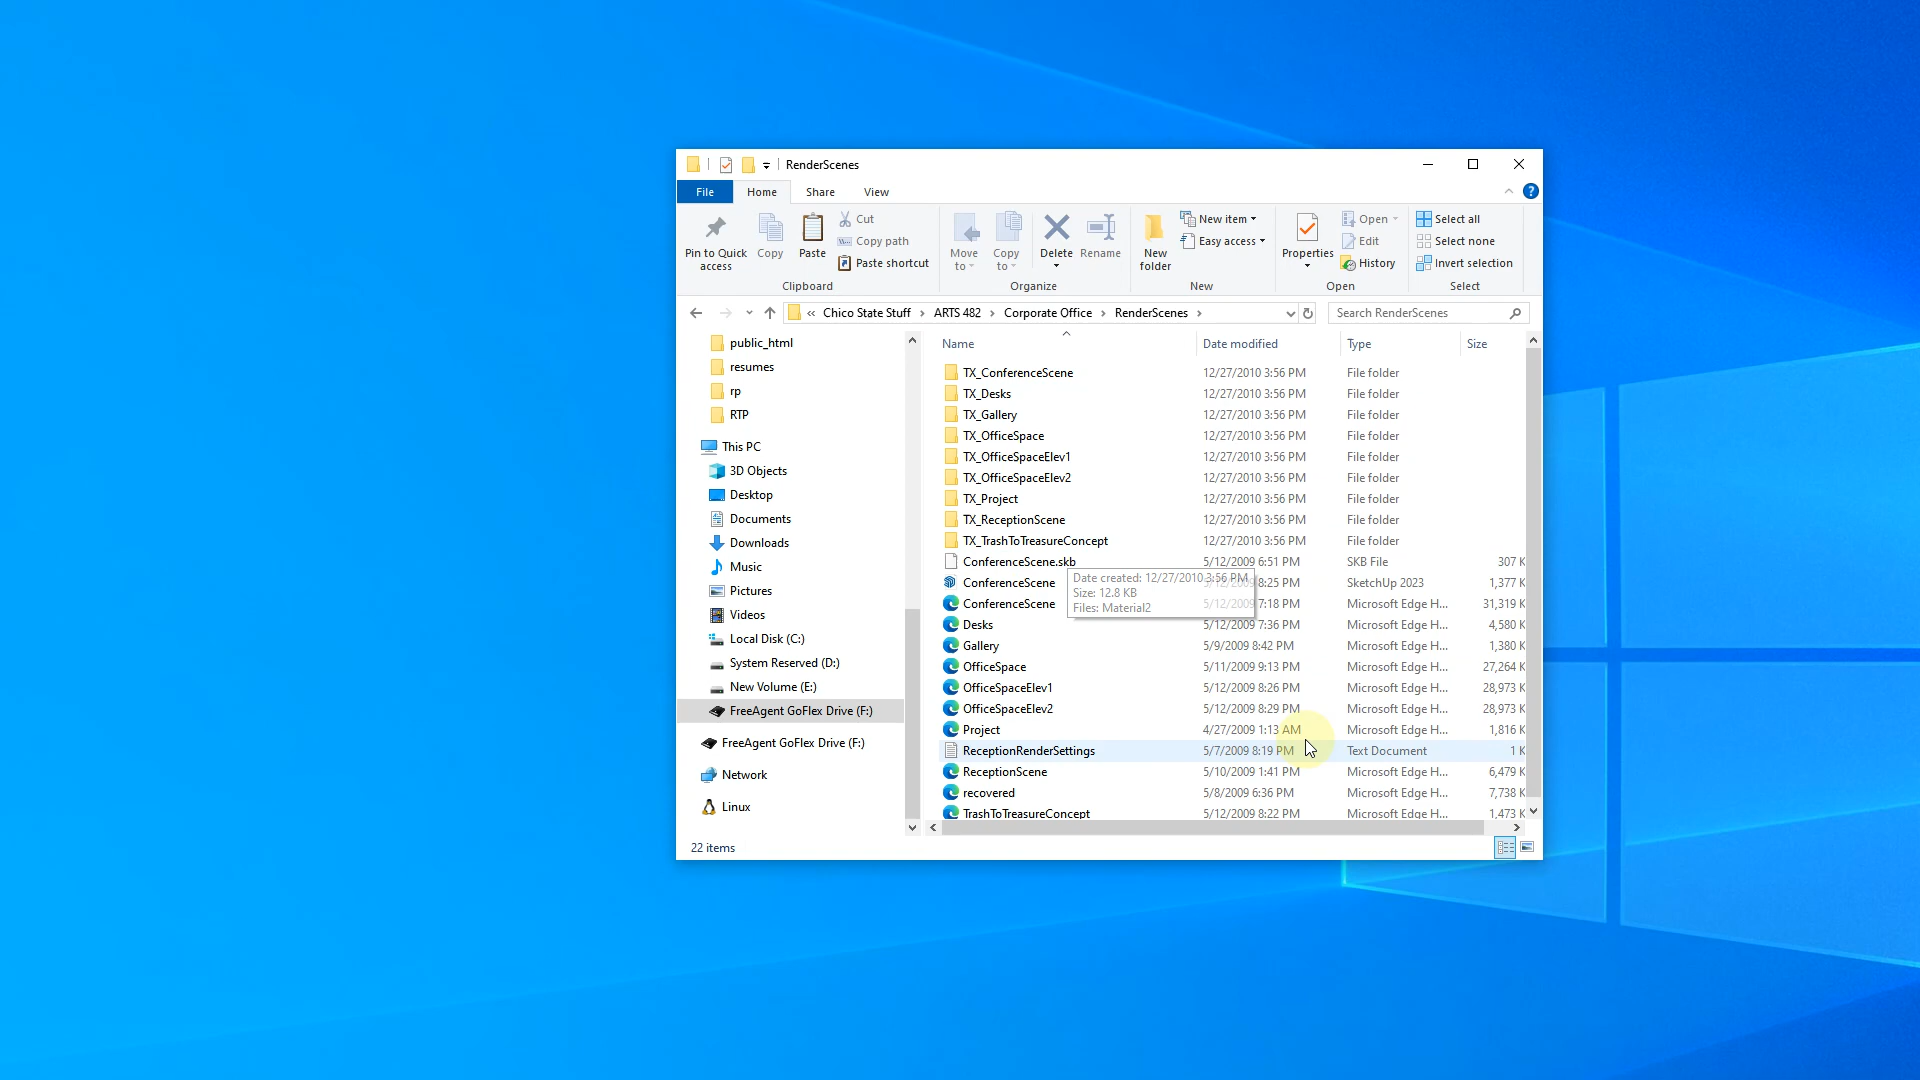 RenderScenes
File Home Share View
Pin to Quick access
Copy
Paste
Cut
Copy path
Paste shortcut
Clipboard
Move to
Copy to
Delete
Rename
Organize
New folder
New item
Easy access
New
Properties
Open
Edit
History
Open
Select all
Select none
Invert selection
Select
« Chico State Stuff › ARTS 482 › Corporate Office › RenderScenes ›
Search RenderScenes
public_html
resumes
rp
RTP
This PC
3D Objects
Desktop
Documents
Downloads
Music
Pictures
Videos
Local Disk (C:)
System Reserved (D:)
New Volume (E:)
FreeAgent GoFlex Drive (F:)
FreeAgent GoFlex Drive (F:)
Network
Linux
Name Date modified Type Size
TX_ConferenceScene 12/27/2010 3:56 PM File folder
TX_Desks 12/27/2010 3:56 PM File folder
TX_Gallery 12/27/2010 3:56 PM File folder
TX_OfficeSpace 12/27/2010 3:56 PM File folder
TX_OfficeSpaceElev1 12/27/2010 3:56 PM File folder
TX_OfficeSpaceElev2 12/27/2010 3:56 PM File folder
TX_Project 12/27/2010 3:56 PM File folder
TX_ReceptionScene 12/27/2010 3:56 PM File folder
TX_TrashToTreasureConcept 12/27/2010 3:56 PM File folder
ConferenceScene.skb 5/12/2009 6:51 PM SKB File 307 K
ConferenceScene 5/12/2009 8:25 PM SketchUp 2023 1,377 K
ConferenceScene 5/12/2009 7:18 PM Microsoft Edge H... 31,319 K
Desks 5/12/2009 7:36 PM Microsoft Edge H... 4,580 K
Gallery 5/9/2009 8:42 PM Microsoft Edge H... 1,380 K
OfficeSpace 5/11/2009 9:13 PM Microsoft Edge H... 27,264 K
OfficeSpaceElev1 5/12/2009 8:26 PM Microsoft Edge H... 28,973 K
OfficeSpaceElev2 5/12/2009 8:29 PM Microsoft Edge H... 28,973 K
Project 4/27/2009 1:13 AM Microsoft Edge H... 1,816 K
ReceptionRenderSettings 5/7/2009 8:19 PM Text Document 1 K
ReceptionScene 5/10/2009 1:41 PM Microsoft Edge H... 6,479 K
recovered 5/8/2009 6:36 PM Microsoft Edge H... 7,738 K
TrashToTreasureConcept 5/12/2009 8:22 PM Microsoft Edge H... 1,473 K
Date created: 12/27/2010 3:56 PM
Size: 12.8 KB
Files: Material2
22 items